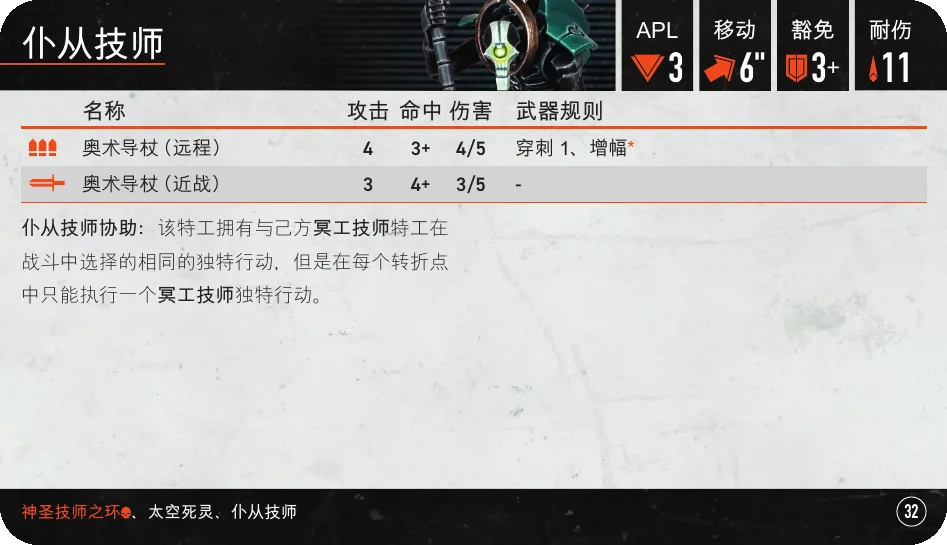 仆从技师
APL 移动 豁免 耐伤
3 6" 3+ 11
名称 攻击 命中 伤害 武器规则
奥术导杖（远程） 4 3+ 4/5 穿刺 1、增幅*
奥术导杖（近战） 3 4+ 3/5 -
仆从技师协助：该特工拥有与己方冥工技师特工在
战斗中选择的相同的独特行动，但是在每个转折点
中只能执行一个冥工技师独特行动。
神圣技师之环、太空死灵、仆从技师
32